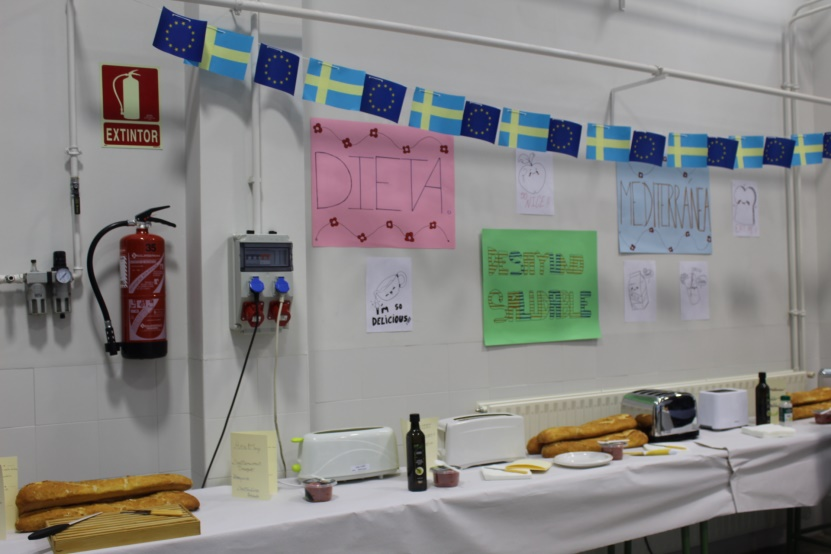 EXTINTOR
DIETA
MEDITERRANEA
DESAYUNO
SALUDABLE
I'm SO
DELICIOUS